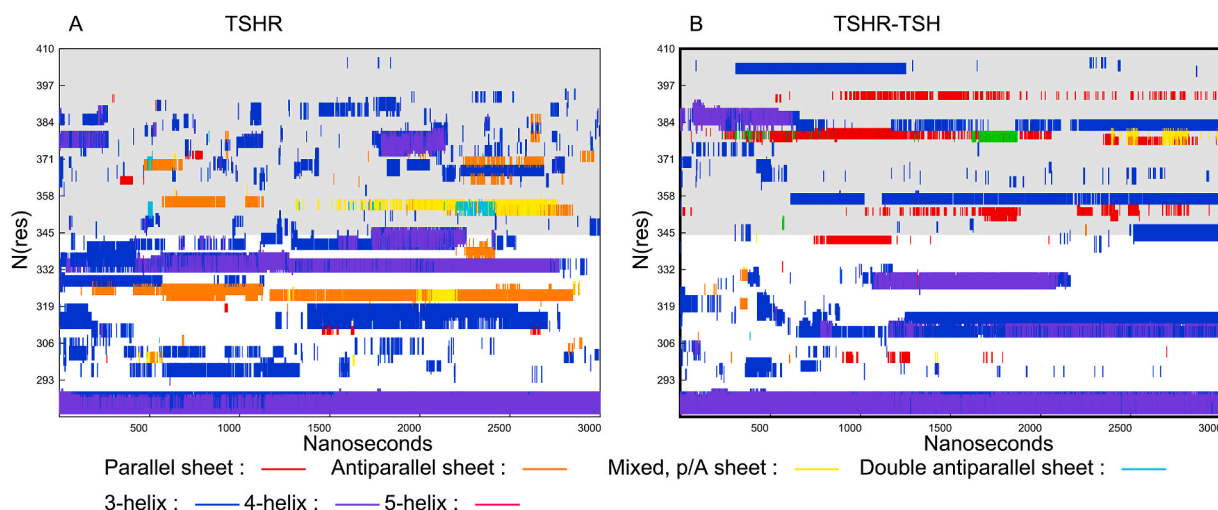 A TSHR B TSHR-TSH
410 410
397 397
384 384
371 371
358 358
345 345
332 332
319 319
306 306
293 293
N(res) N(res)
500 1000 1500 2000 2500 3000 500 1000 1500 2000 2500 3000
Nanoseconds Nanoseconds
Parallel sheet : Antiparallel sheet : Mixed, p/A sheet : Double antiparallel sheet :
3-helix : 4-helix : 5-helix :